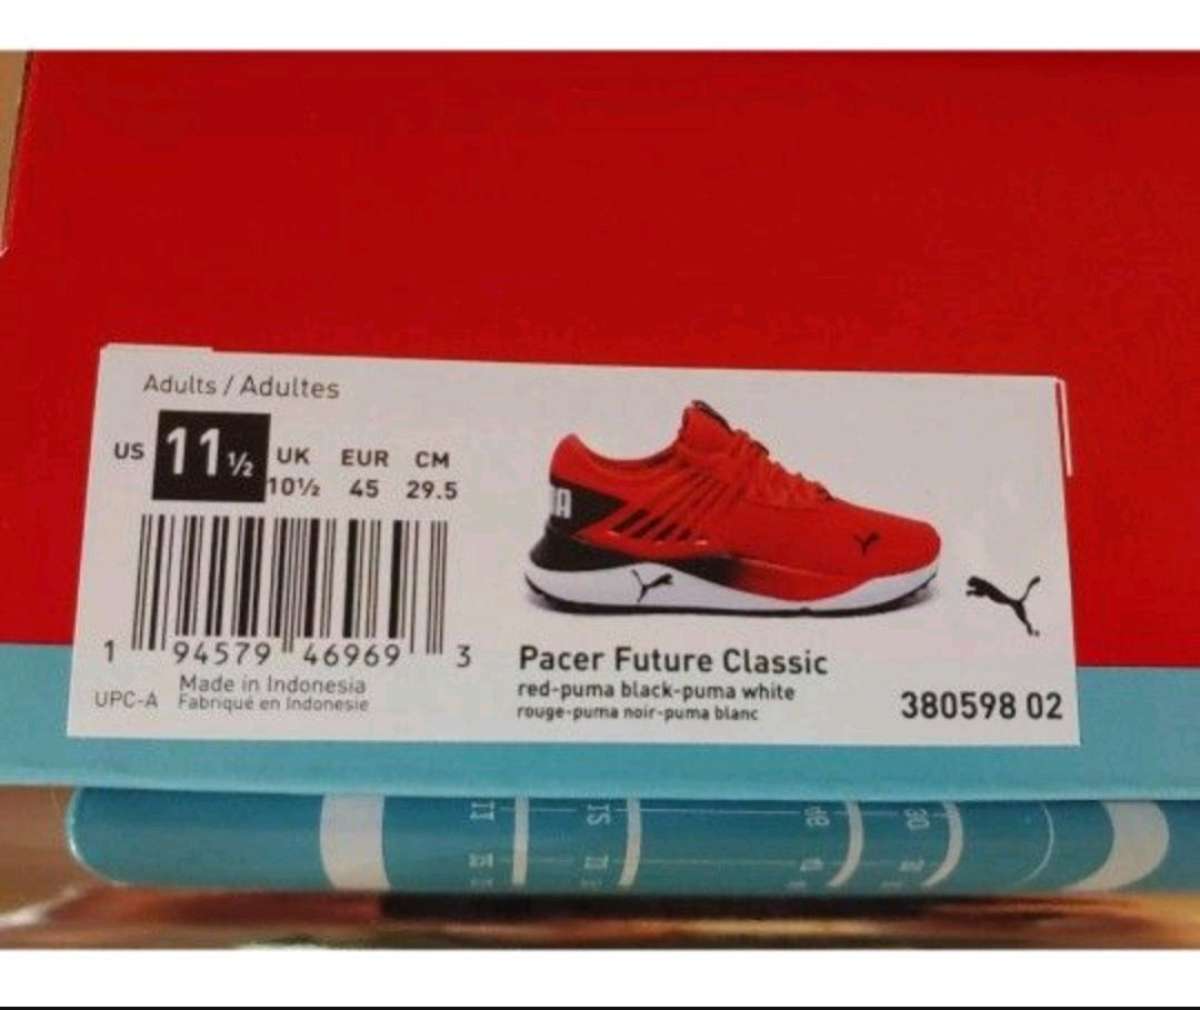 Adults / Adultes
US 11½ UK EUR CM
10½ 45 29.5
1 94579 46969 3
UPC-A Made in Indonesia
Fabriqué en Indonesie
Pacer Future Classic
red-puma black-puma white
rouge-puma noir-puma blanc
380598 02